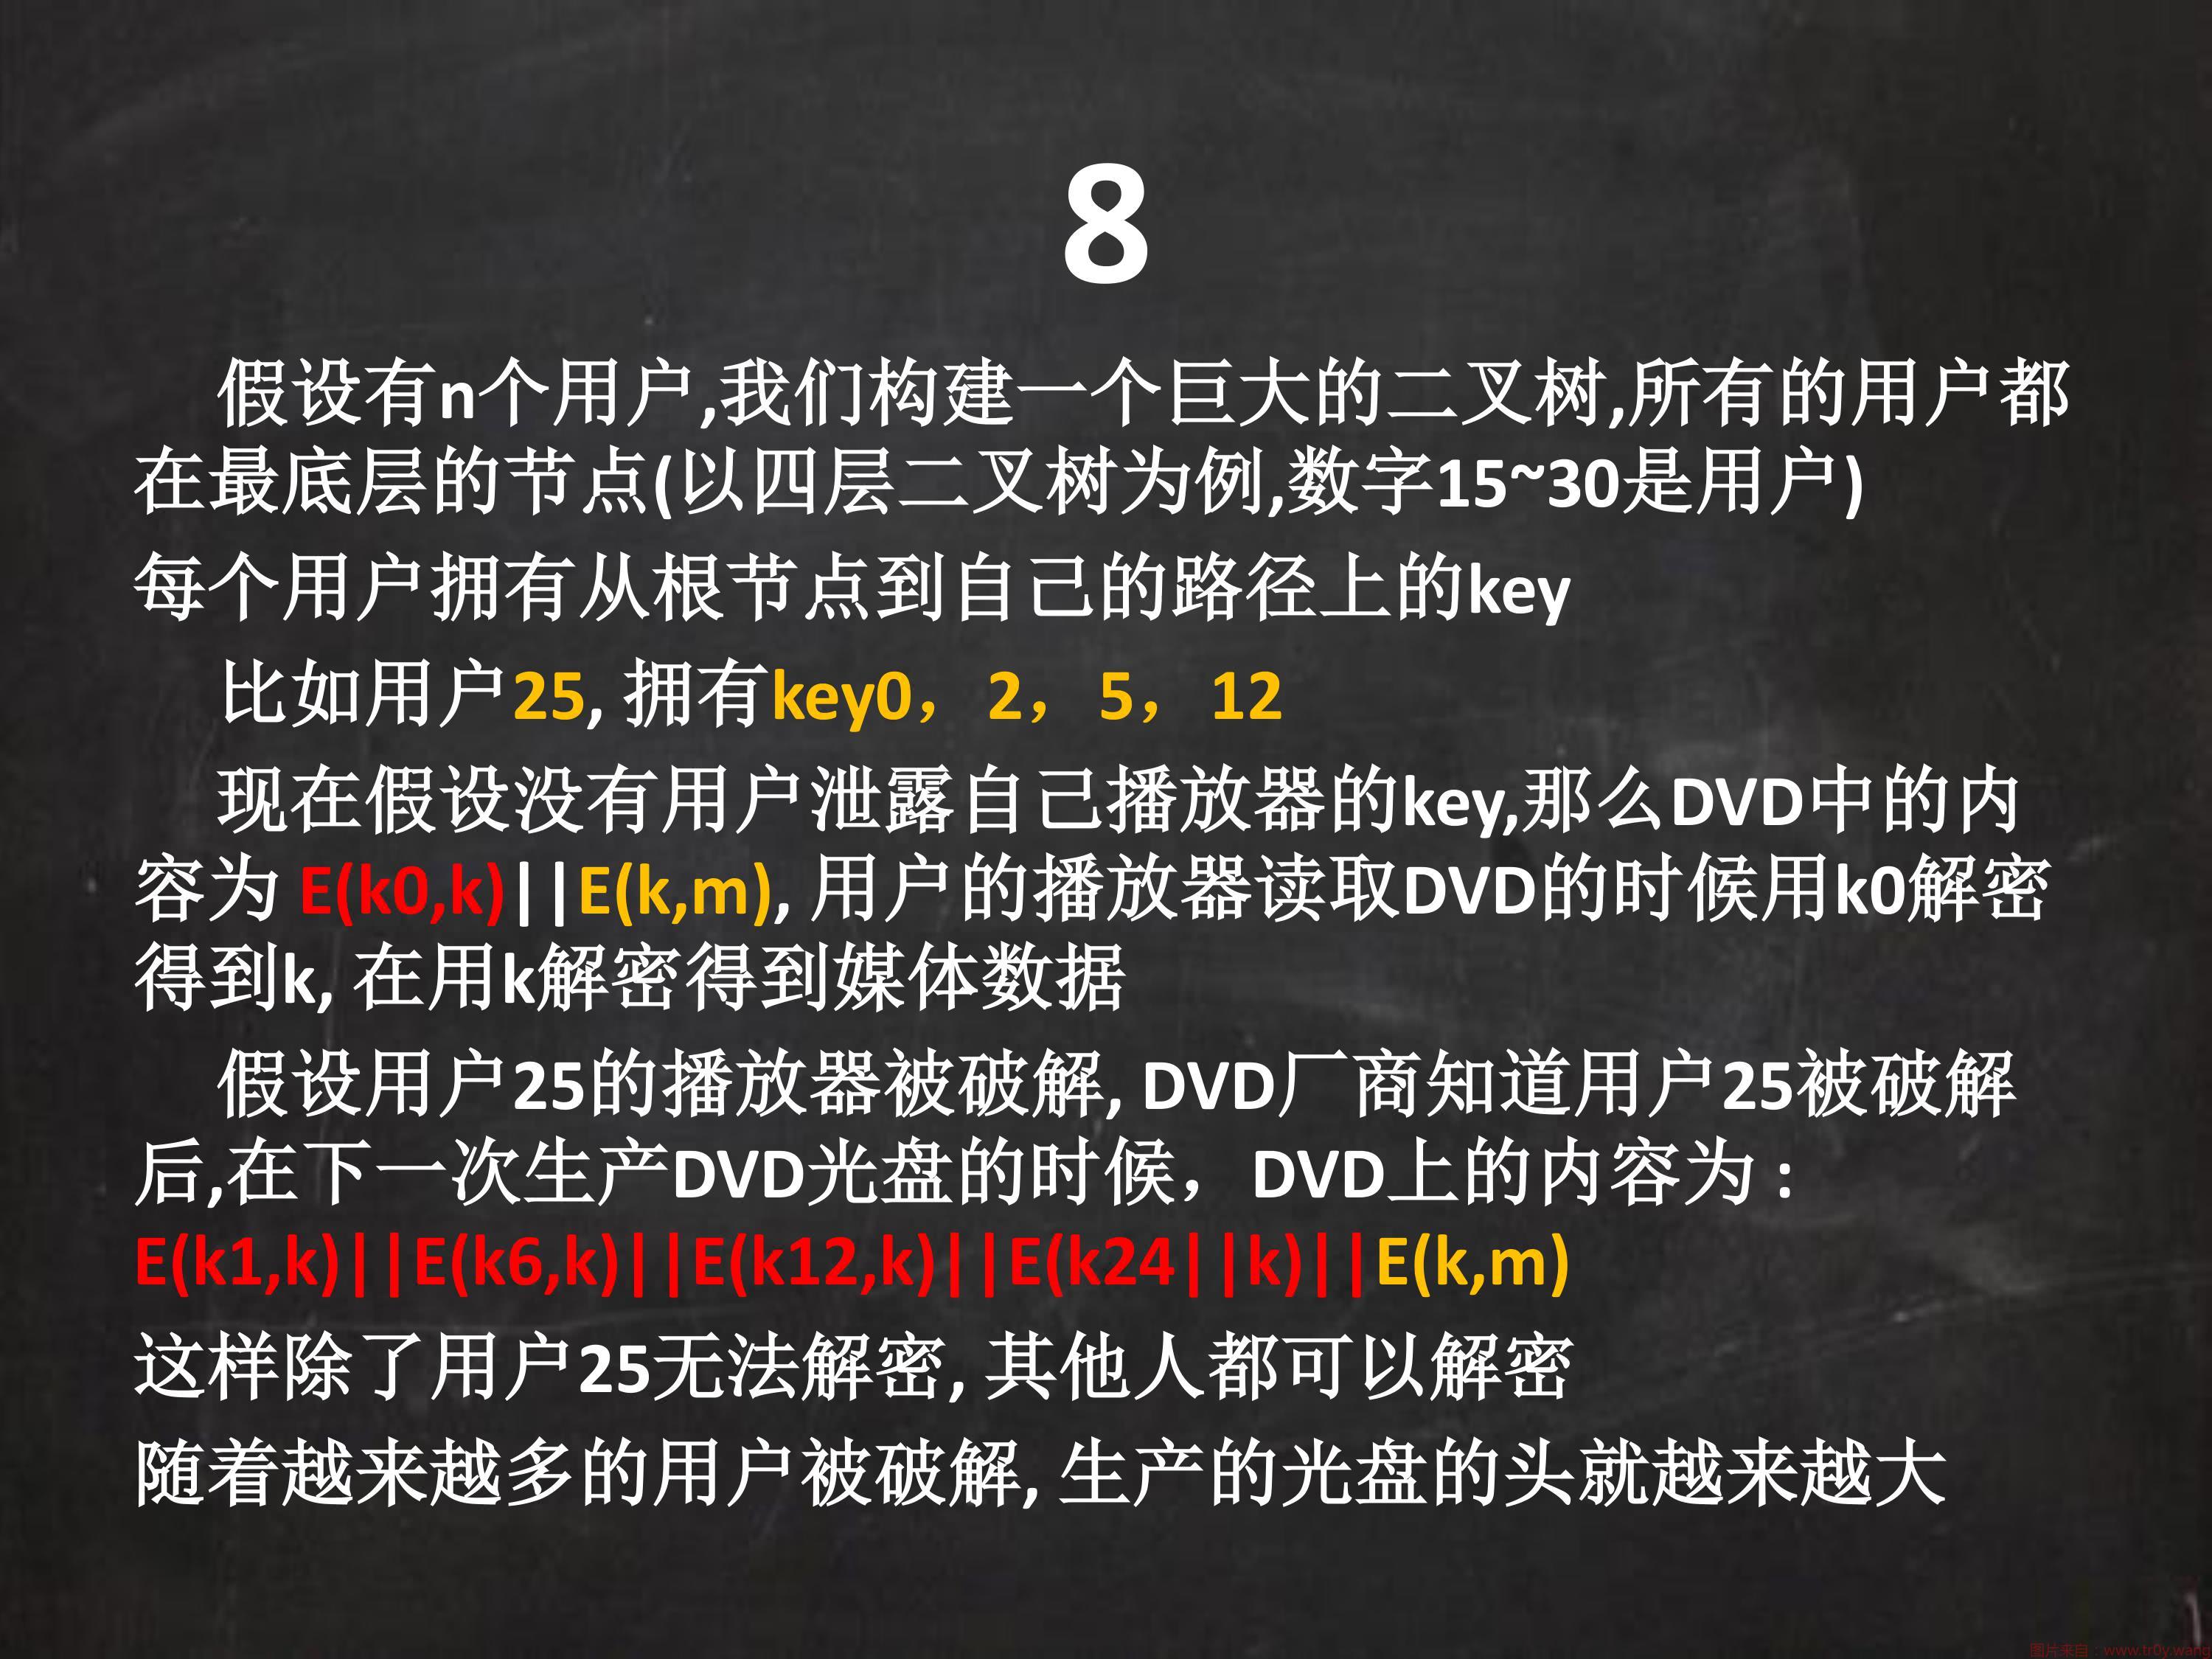 8
假设有n个用户,我们构建一个巨大的二叉树,所有的用户都
在最底层的节点(以四层二叉树为例,数字15~30是用户)
每个用户拥有从根节点到自己的路径上的key
比如用户25, 拥有key0，2，5，12
现在假设没有用户泄露自己播放器的key,那么DVD中的内
容为 E(k0,k)||E(k,m), 用户的播放器读取DVD的时候用k0解密
得到k, 在用k解密得到媒体数据
假设用户25的播放器被破解, DVD厂商知道用户25被破解
后,在下一次生产DVD光盘的时候，DVD上的内容为：
E(k1,k)||E(k6,k)||E(k12,k)||E(k24||k)||E(k,m)
这样除了用户25无法解密, 其他人都可以解密
随着越来越多的用户被破解, 生产的光盘的头就越来越大
图片来自：www.tr0y.wang